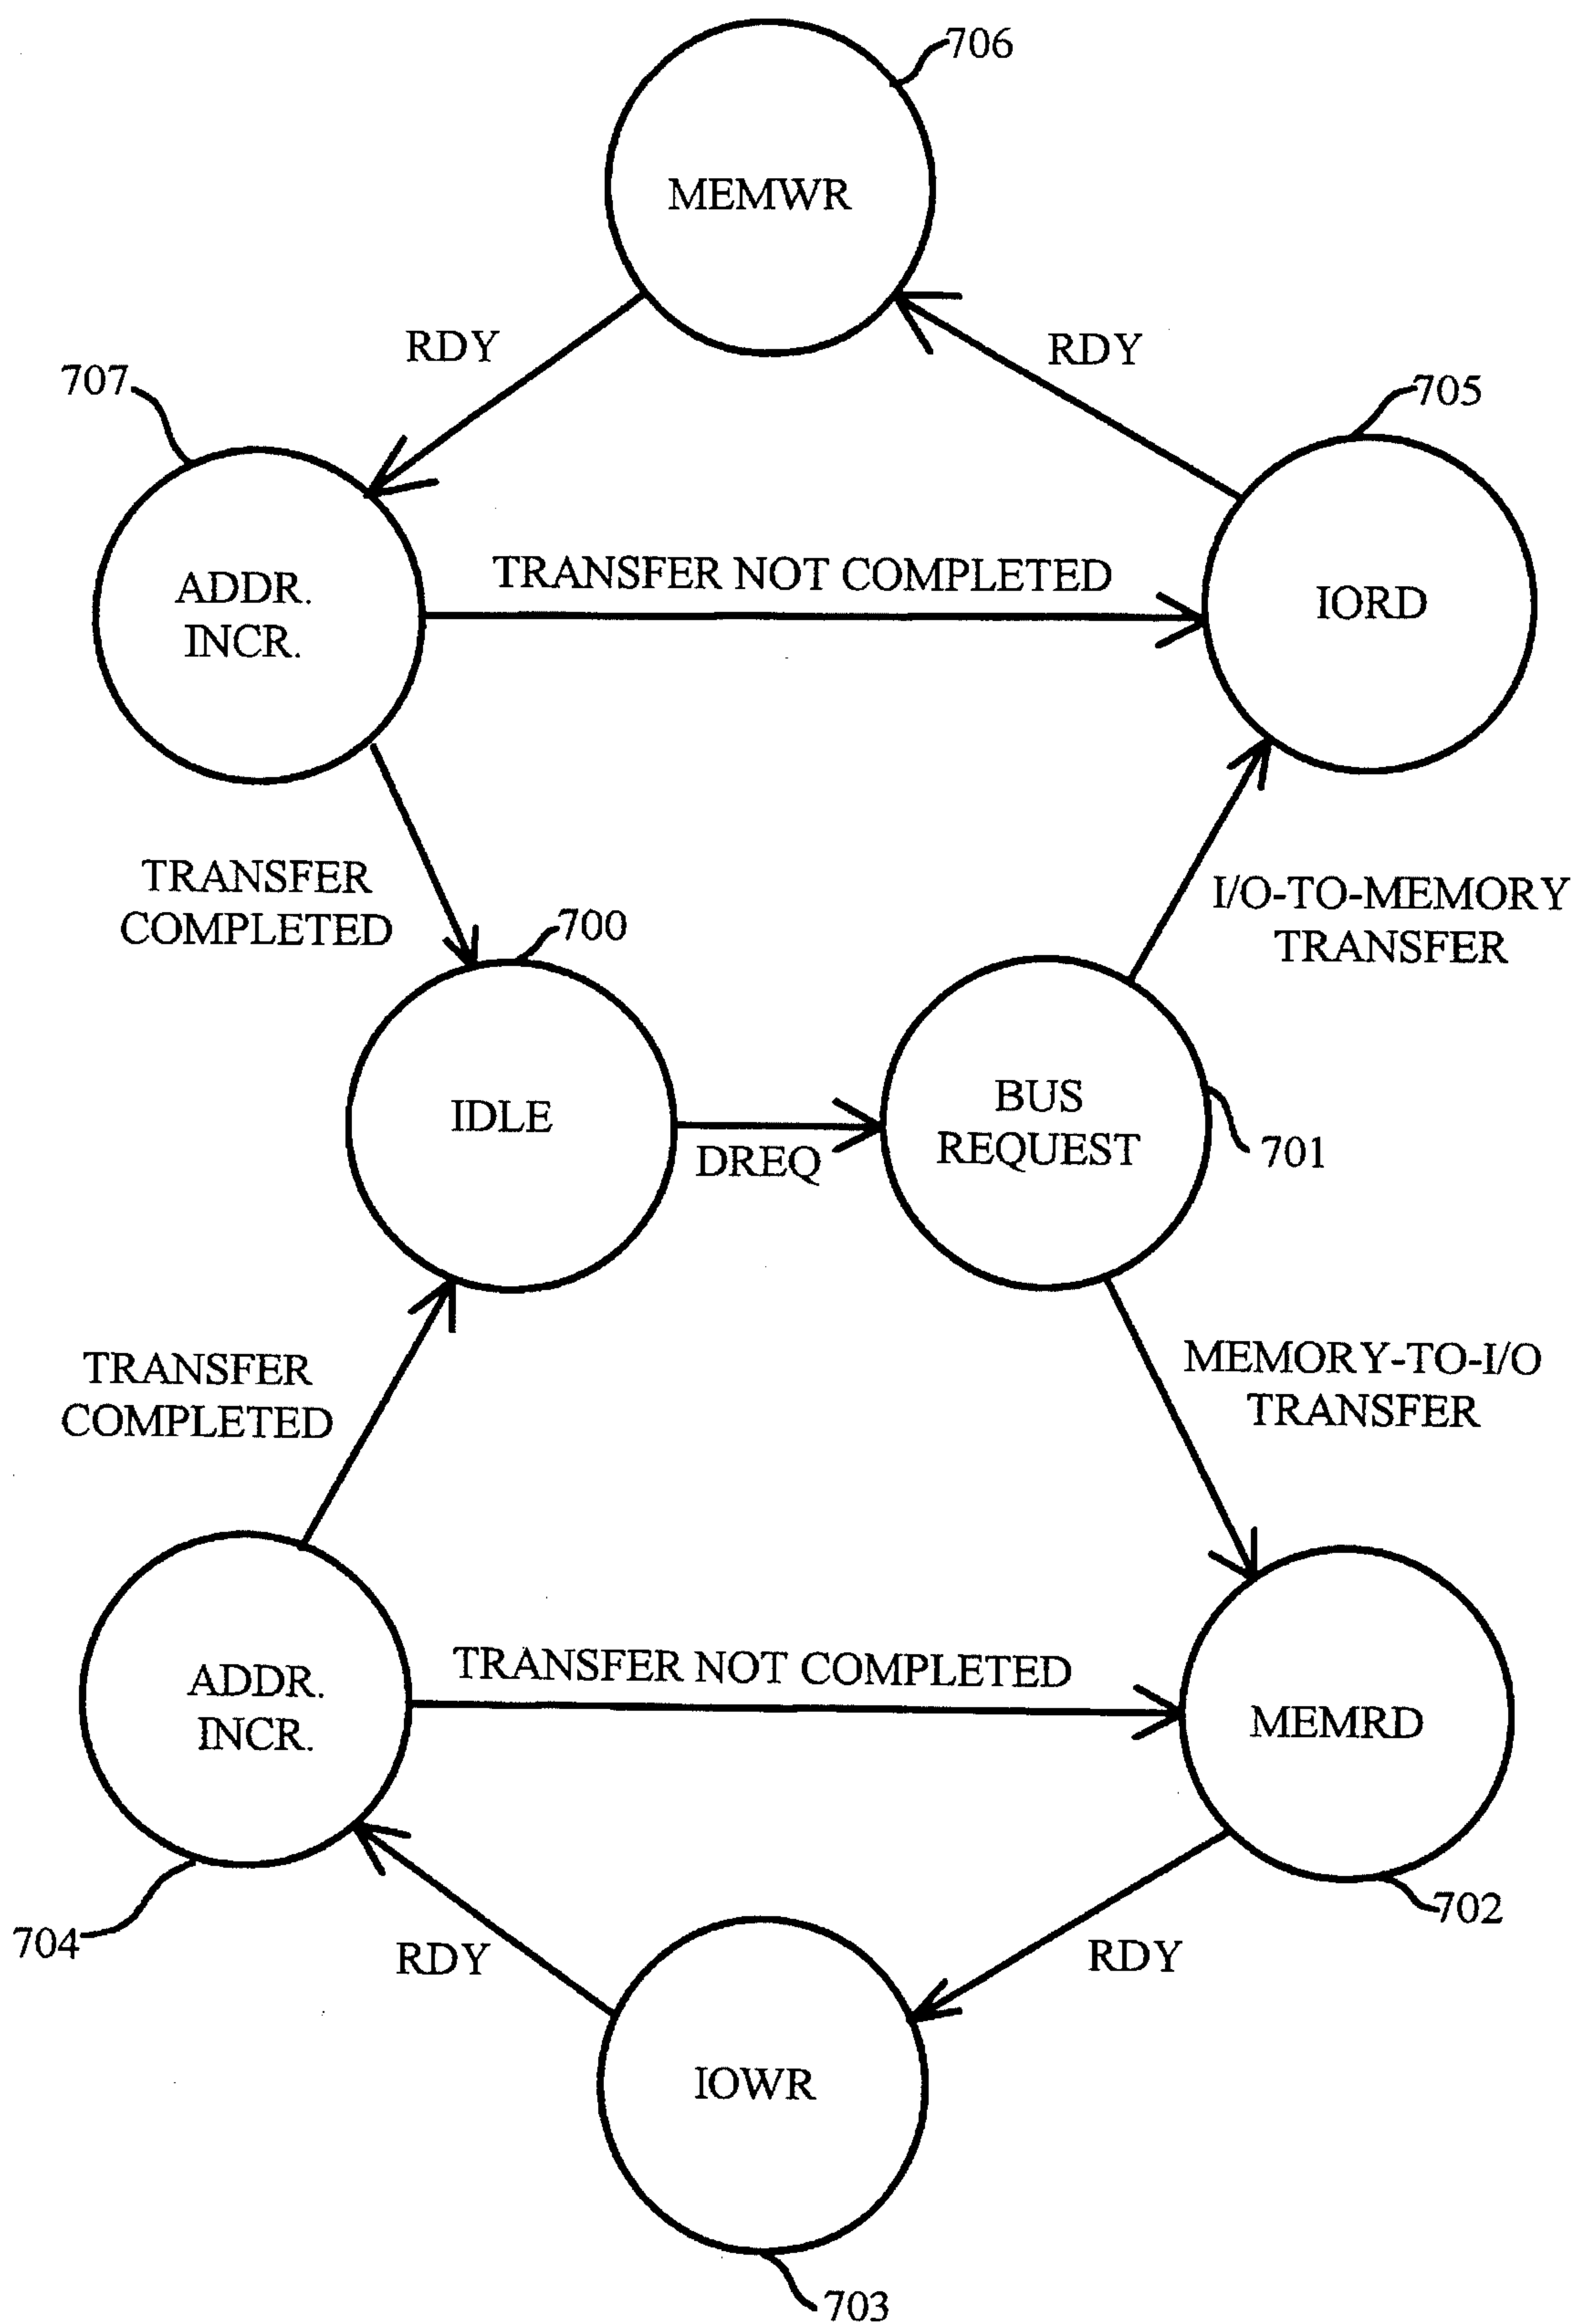 706
MEMWR
RDY
RDY
707
705
ADDR.
INCR.
TRANSFER NOT COMPLETED
IORD
TRANSFER
COMPLETED
700
I/O-TO-MEMORY
TRANSFER
IDLE
DREQ
BUS
REQUEST
701
TRANSFER
COMPLETED
MEMORY-TO-I/O
TRANSFER
ADDR.
INCR.
TRANSFER NOT COMPLETED
MEMRD
704
RDY
RDY
702
IOWR
703